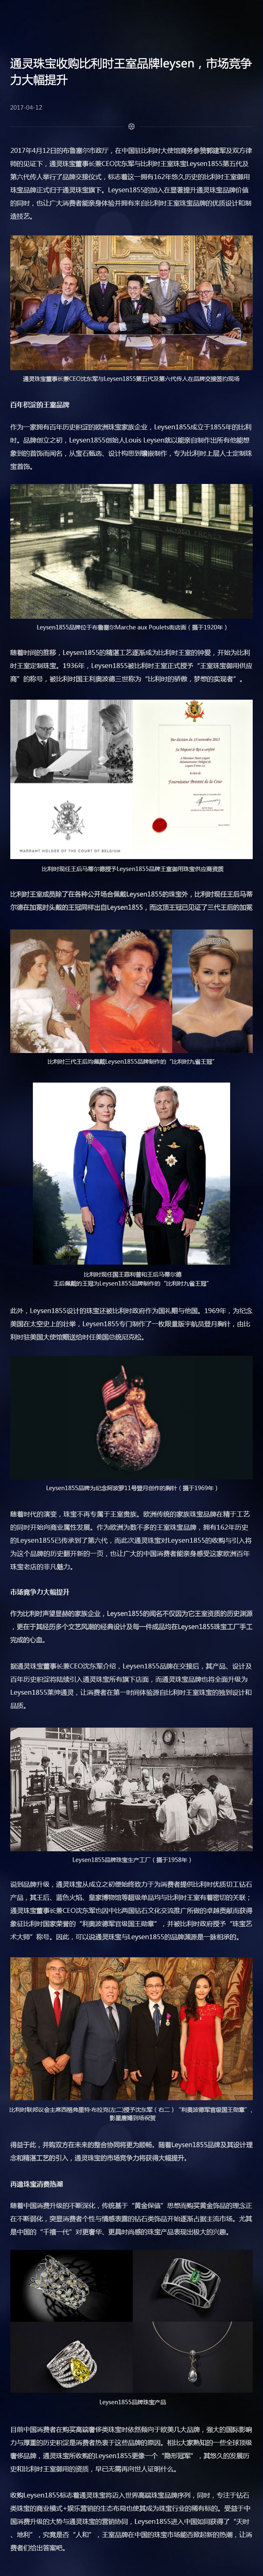 通灵珠宝收购比利时王室品牌leysen，市场竞争
力大幅提升
2017-04-12
2017年4月12日的布鲁塞尔市政厅，在中国驻比利时大使馆商务参赞郭建军及双方律
师的见证下，通灵珠宝董事长兼CEO沈东军与比利时王室珠宝Leysen1855第五代及
第六代传人举行了品牌交接仪式，标志着这一拥有162年悠久历史的比利时王室御用
珠宝品牌正式归于通灵珠宝旗下。Leysen1855的加入在显著提升通灵珠宝品牌价值
的同时，也让广大消费者能亲身体验并拥有来自比利时王室珠宝品牌的优质设计和制
造技艺。
通灵珠宝董事长兼CEO沈东军与Leysen1855第五代及第六代传人在品牌交接签约现场
百年积淀的王室品牌
作为一家拥有百年历史积淀的欧洲珠宝家族企业，Leysen1855成立于1855年的比利
时。品牌创立之初，Leysen1855创始人Louis Leysen就以能亲自制作出所有他能想
象到的首饰而闻名，从宝石甄选、设计构思到镶嵌制作，专为比利时上层人士定制珠
宝首饰。
Leysen1855品牌位于布鲁塞尔Marche aux Poulets街店面（摄于1920年）
随着时间的推移，Leysen1855的精湛工艺逐渐成为比利时王室的钟爱，开始为比利
时王室定制珠宝。1936年，Leysen1855被比利时王室正式授予“王室珠宝御用供应
商”的称号，被比利时国王利奥波德三世称为“比利时的骄傲，梦想的实现者”。
WARRANT HOLDER OF THE COURT OF BELGIUM
比利时现任王后马蒂尔德授予Leysen1855品牌王室御用珠宝供应商资质
比利时王室成员除了在各种公开场合佩戴Leysen1855的珠宝外，比利时现任王后马蒂
尔德在加冕时头戴的王冠同样出自Leysen1855，而这顶王冠已见证了三代王后的加冕
比利时三代王后均佩戴Leysen1855品牌制作的“比利时九省王冠”
比利时现任国王菲利普和王后马蒂尔德
王后佩戴的王冠为Leysen1855品牌制作的“比利时九省王冠”
此外，Leysen1855设计的珠宝还被比利时政府作为国礼赠与他国。1969年，为纪念
美国在太空史上的壮举，Leysen1855专门制作了一枚限量版宇航员登月胸针，由比
利时驻美国大使馆赠送给时任美国总统尼克松。
Leysen1855品牌为纪念阿波罗11号登月创作的胸针（摄于1969年）
随着时代的演变，珠宝不再专属于王室贵族。欧洲传统的家族珠宝品牌在精于工艺
的同时开始向商业属性发展。作为欧洲为数不多的王室珠宝品牌，拥有162年历史
的Leysen1855已传承到了第六代，而此次通灵珠宝对Leysen1855的收购与引入将
为这个品牌的历史翻开新的一页，也让广大的中国消费者能亲身感受这家欧洲百年
珠宝老店的非凡魅力。
市场竞争力大幅提升
作为比利时声望显赫的家族企业，Leysen1855的闻名不仅因为它王室资质的历史渊源
，更在于其经历多个文艺风潮的经典设计及每一件成品均在Leysen1855珠宝工厂手工
完成的心血。
据通灵珠宝董事长兼CEO沈东军介绍，Leysen1855品牌在交接后，其产品、设计及
百年历史积淀将陆续引入通灵珠宝所有旗下店面，而通灵珠宝品牌也将全面升级为
Leysen1855莱绅通灵，让消费者在第一时间体验源自比利时王室珠宝的独到设计和
品质。
Leysen1855品牌珠宝生产工厂（摄于1958年）
说到品牌升级，通灵珠宝从成立之初便始终致力于为消费者提供比利时优质切工钻石
产品，其王后、蓝色火焰、皇家博物馆等超级单品均与比利时王室有着密切的关联；
通灵珠宝董事长兼CEO沈东军也因中比两国钻石文化交流推广所做的卓越贡献而获得
象征比利时国家荣誉的“利奥波德官级国王勋章”，并被比利时政府授予“珠宝艺
术大师”称号。因此，可以说通灵珠宝与Leysen1855的品牌渊源是一脉相承的。
比利时联邦议会主席西格弗里特·布拉克(左二)授予沈东军（右二）“利奥波德军官级国王勋章”，
影星唐嫣到场祝贺
得益于此，并购双方在未来的整合协同将更为顺畅。随着Leysen1855品牌及其设计理
念和精湛工艺的引入，通灵珠宝的市场竞争力将获得大幅提升。
再造珠宝消费热潮
随着中国消费升级的不断深化，传统基于“黄金保值”思想而购买黄金饰品的理念正
在不断弱化，突显消费者个性与情感表露的钻石类饰品开始逐渐占据主流市场。尤其
是中国的“千禧一代”对更奢华、更具时尚感的珠宝产品表现出极大的兴趣。
Leysen1855品牌珠宝产品
目前中国消费者在购买高端奢侈类珠宝时依然倾向于欧美几大品牌，强大的国际影响
力与厚重的历史积淀是消费者热衷于这些品牌的原因。相比大家熟知的一些全球顶级
奢侈品牌，通灵珠宝所收购的Leysen1855更像一个“隐形冠军”，其悠久的发展历
史和比利时王室御用的资质，早已无需再向世人证明什么。
收购Leysen1855标志着通灵珠宝将迈入世界高端珠宝品牌序列，同时，专注于钻石
类珠宝的商业模式+娱乐营销的生态布局也使其成为珠宝行业的稀有标的。受益于中
国消费升级的大势与通灵珠宝的营销协同，Leysen1855进入中国如同获得了“天时
、地利”，究竟是否“人和”，王室品牌在中国的珠宝市场能否掀起新的热潮，让消
费者们给出答案吧。